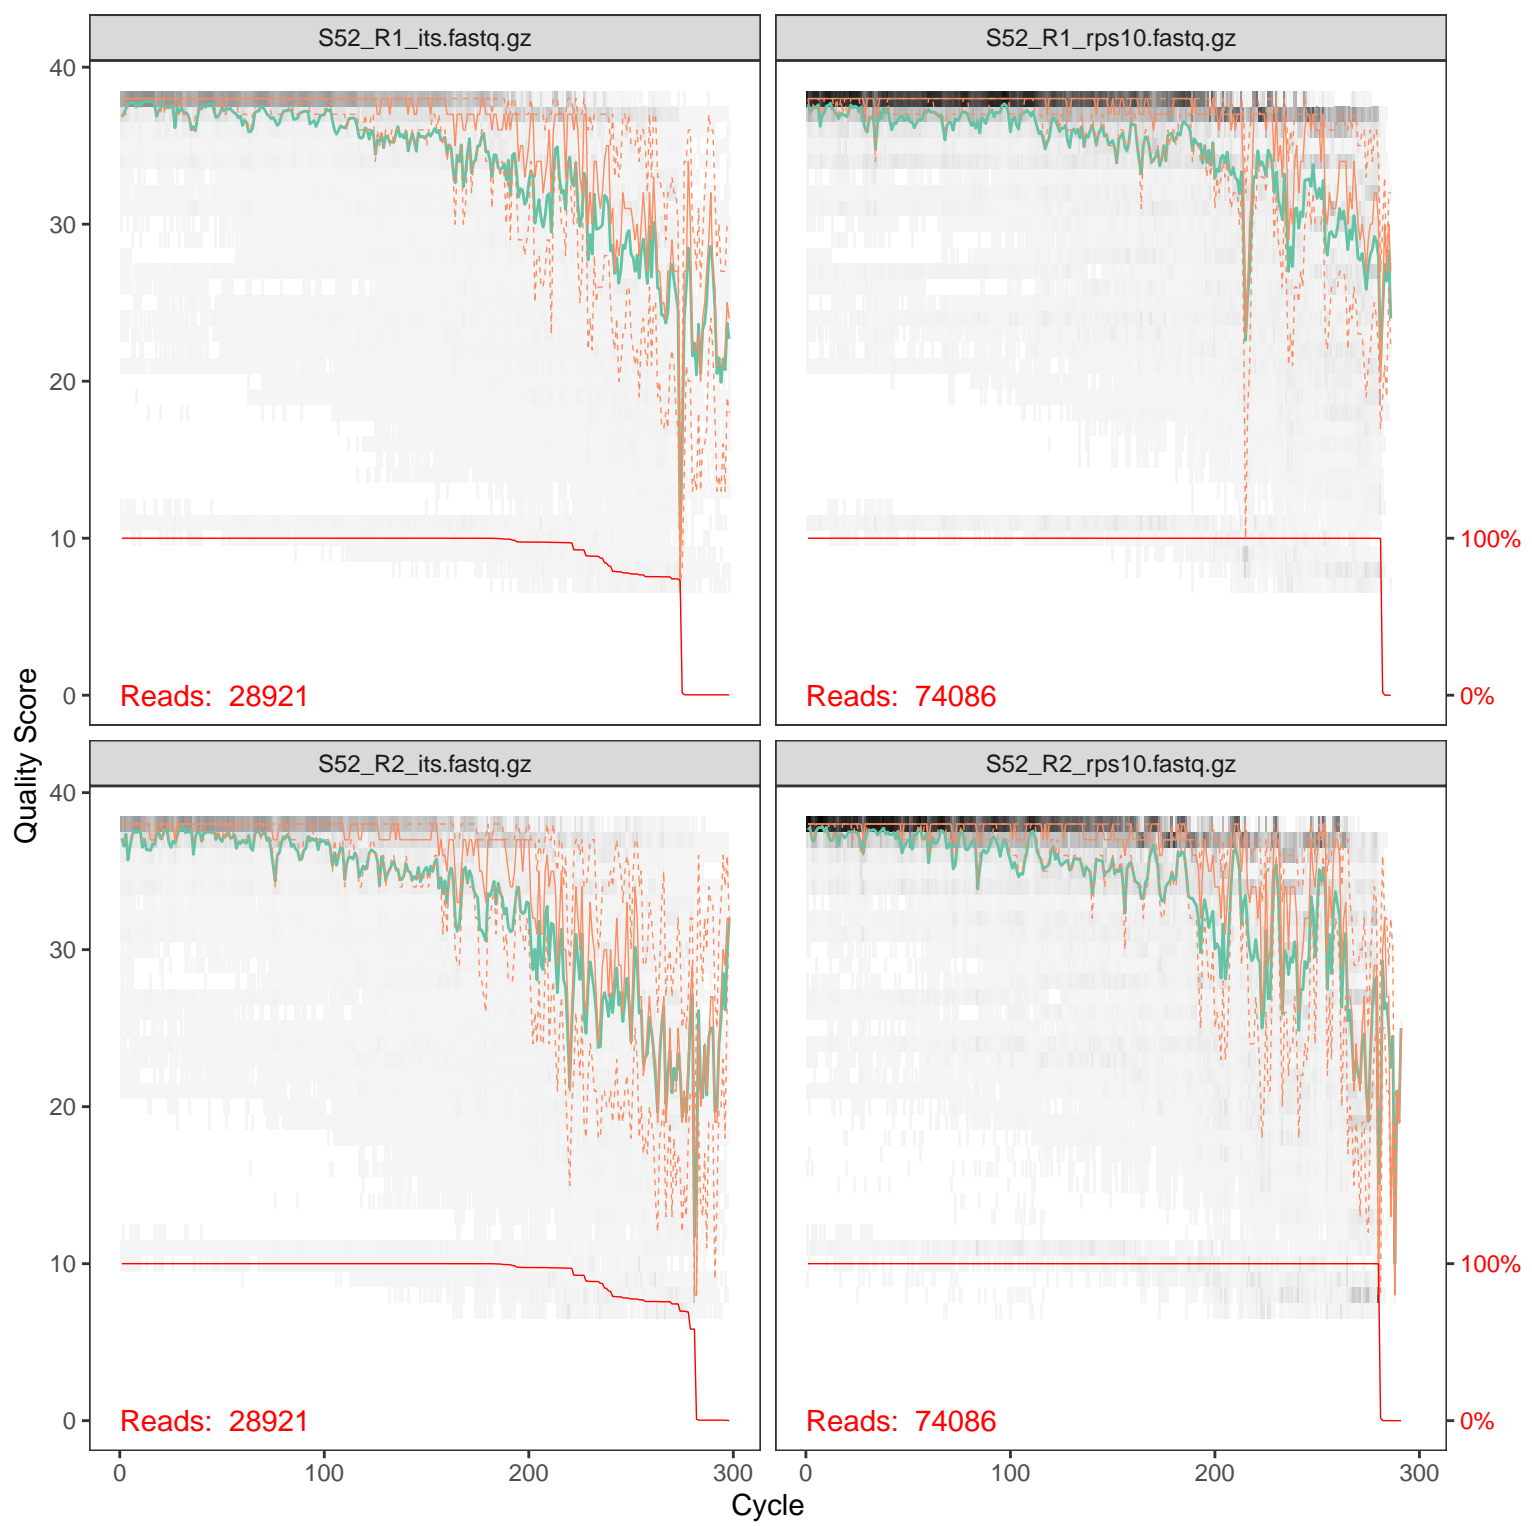 S52_R1_its.fastq.gz
S52_R1_rps10.fastq.gz
40
30
20
10
0
100%
0%
Reads: 28921
Reads: 74086
Quality Score
S52_R2_its.fastq.gz
S52_R2_rps10.fastq.gz
40
30
20
10
0
100%
0%
Reads: 28921
Reads: 74086
0 100 200 300
0 100 200 300
Cycle